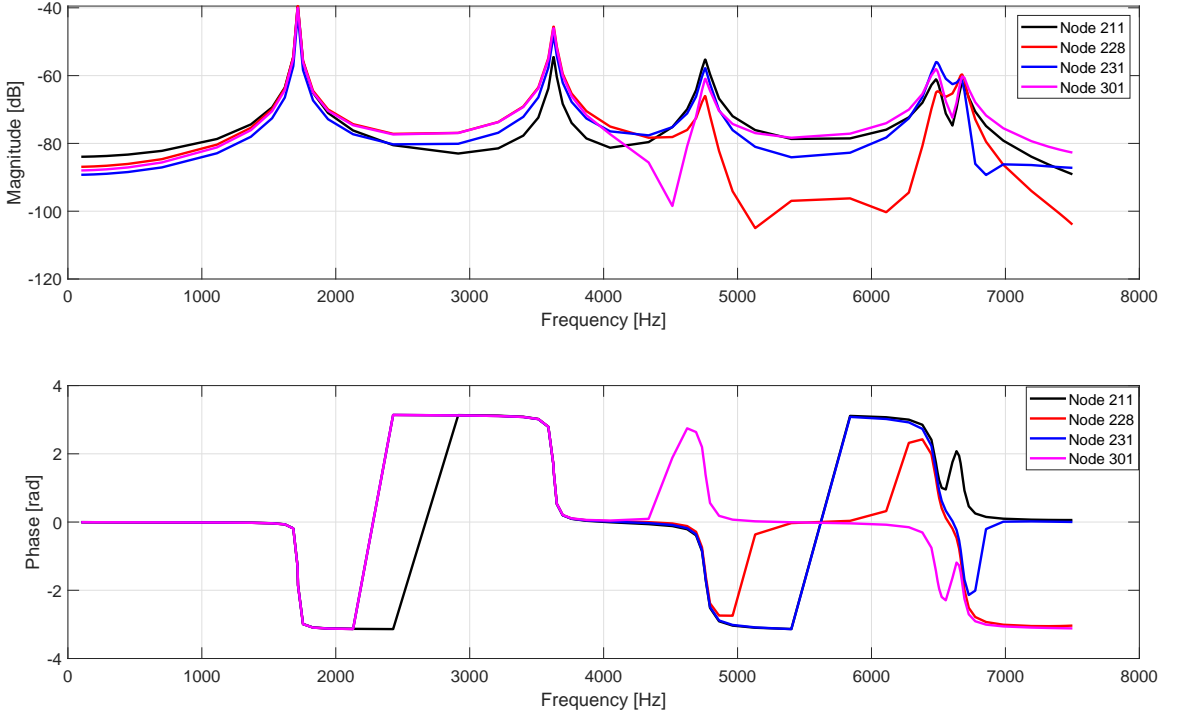 -40
-60
-80
-100
-120
Magnitude [dB]
0 1000 2000 3000 4000 5000 6000 7000 8000
Frequency [Hz]
Node 211
Node 228
Node 231
Node 301
4
2
0
-2
-4
Phase [rad]
0 1000 2000 3000 4000 5000 6000 7000 8000
Frequency [Hz]
Node 211
Node 228
Node 231
Node 301